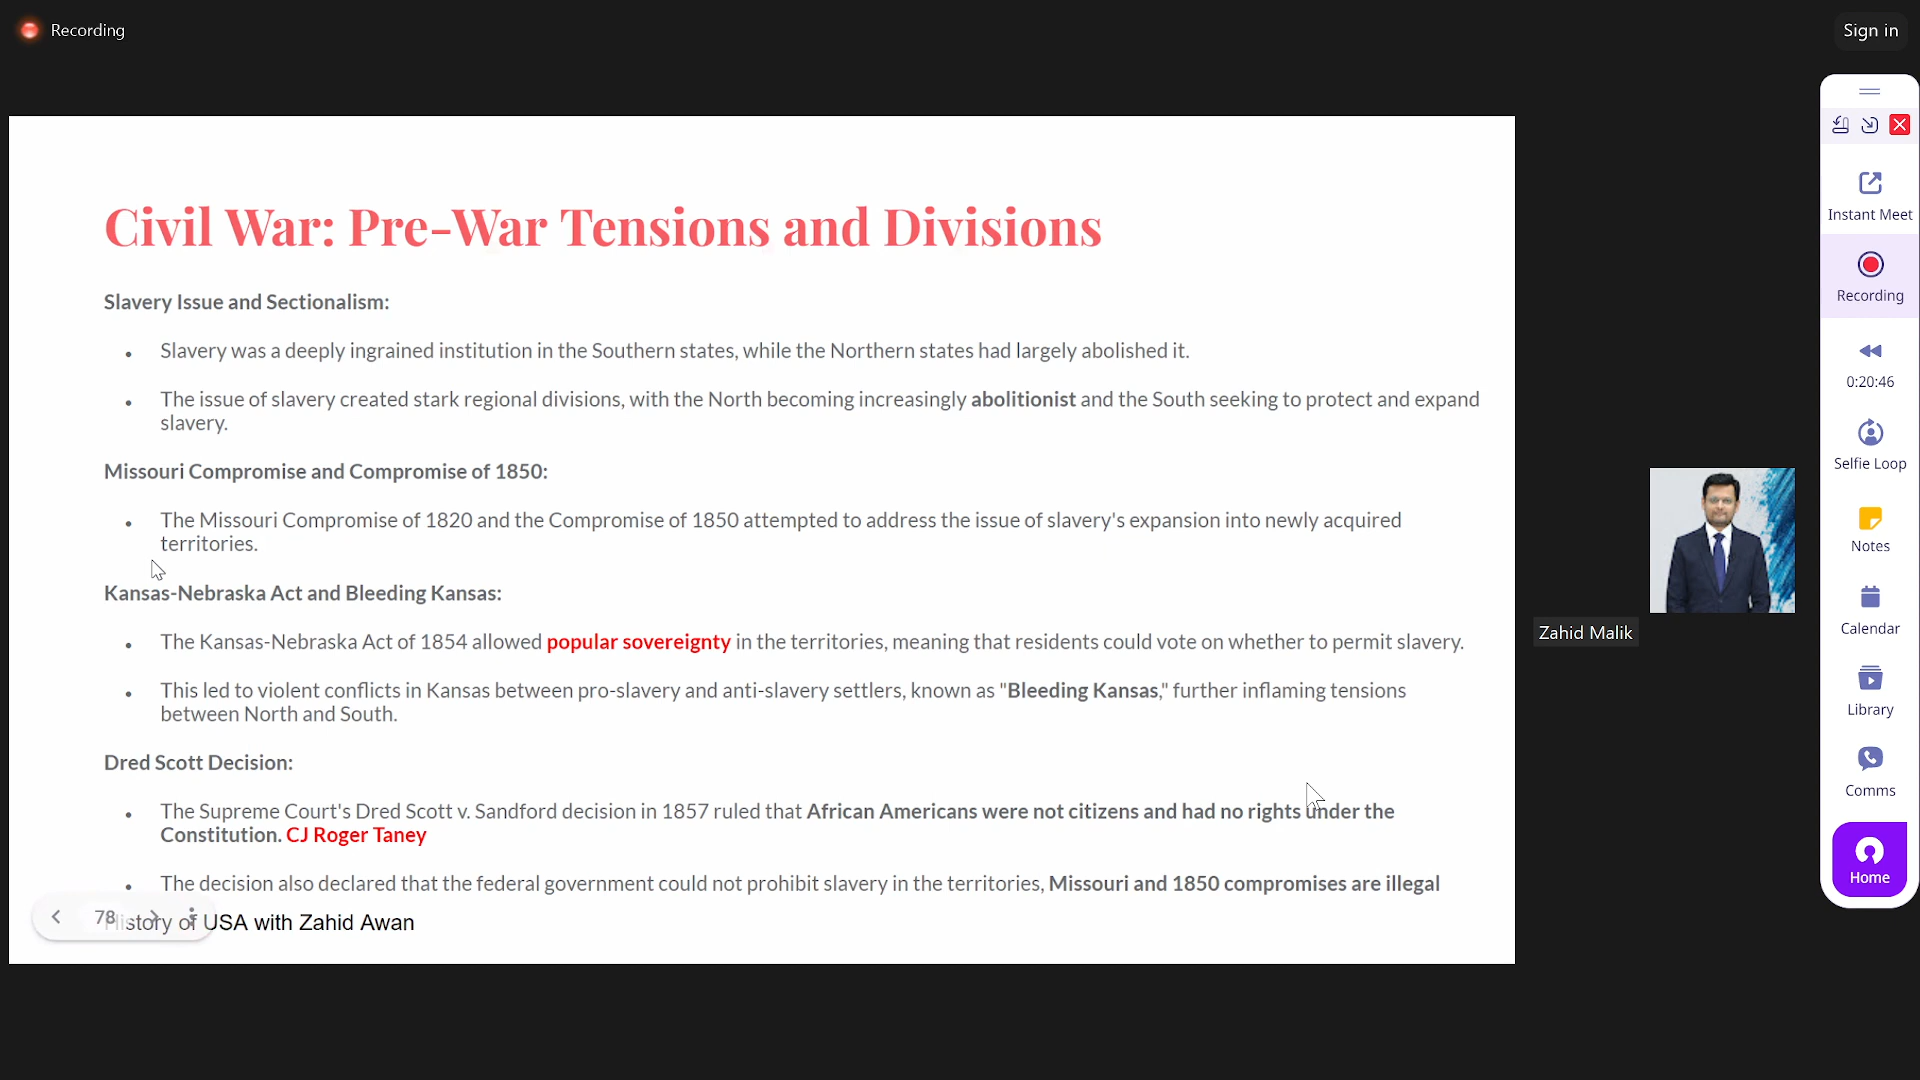 Recording
Sign in
Civil War: Pre-War Tensions and Divisions
Slavery Issue and Sectionalism:
• Slavery was a deeply ingrained institution in the Southern states, while the Northern states had largely abolished it.
• The issue of slavery created stark regional divisions, with the North becoming increasingly abolitionist and the South seeking to protect and expand
slavery.
Missouri Compromise and Compromise of 1850:
• The Missouri Compromise of 1820 and the Compromise of 1850 attempted to address the issue of slavery's expansion into newly acquired
territories.
Kansas-Nebraska Act and Bleeding Kansas:
• The Kansas-Nebraska Act of 1854 allowed popular sovereignty in the territories, meaning that residents could vote on whether to permit slavery.
• This led to violent conflicts in Kansas between pro-slavery and anti-slavery settlers, known as "Bleeding Kansas," further inflaming tensions
between North and South.
Dred Scott Decision:
• The Supreme Court's Dred Scott v. Sandford decision in 1857 ruled that African Americans were not citizens and had no rights under the
Constitution. CJ Roger Taney
• The decision also declared that the federal government could not prohibit slavery in the territories, Missouri and 1850 compromises are illegal
78
History of USA with Zahid Awan
Zahid Malik
Instant Meet
Recording
0:20:46
Selfie Loop
Notes
Calendar
Library
Comms
Home